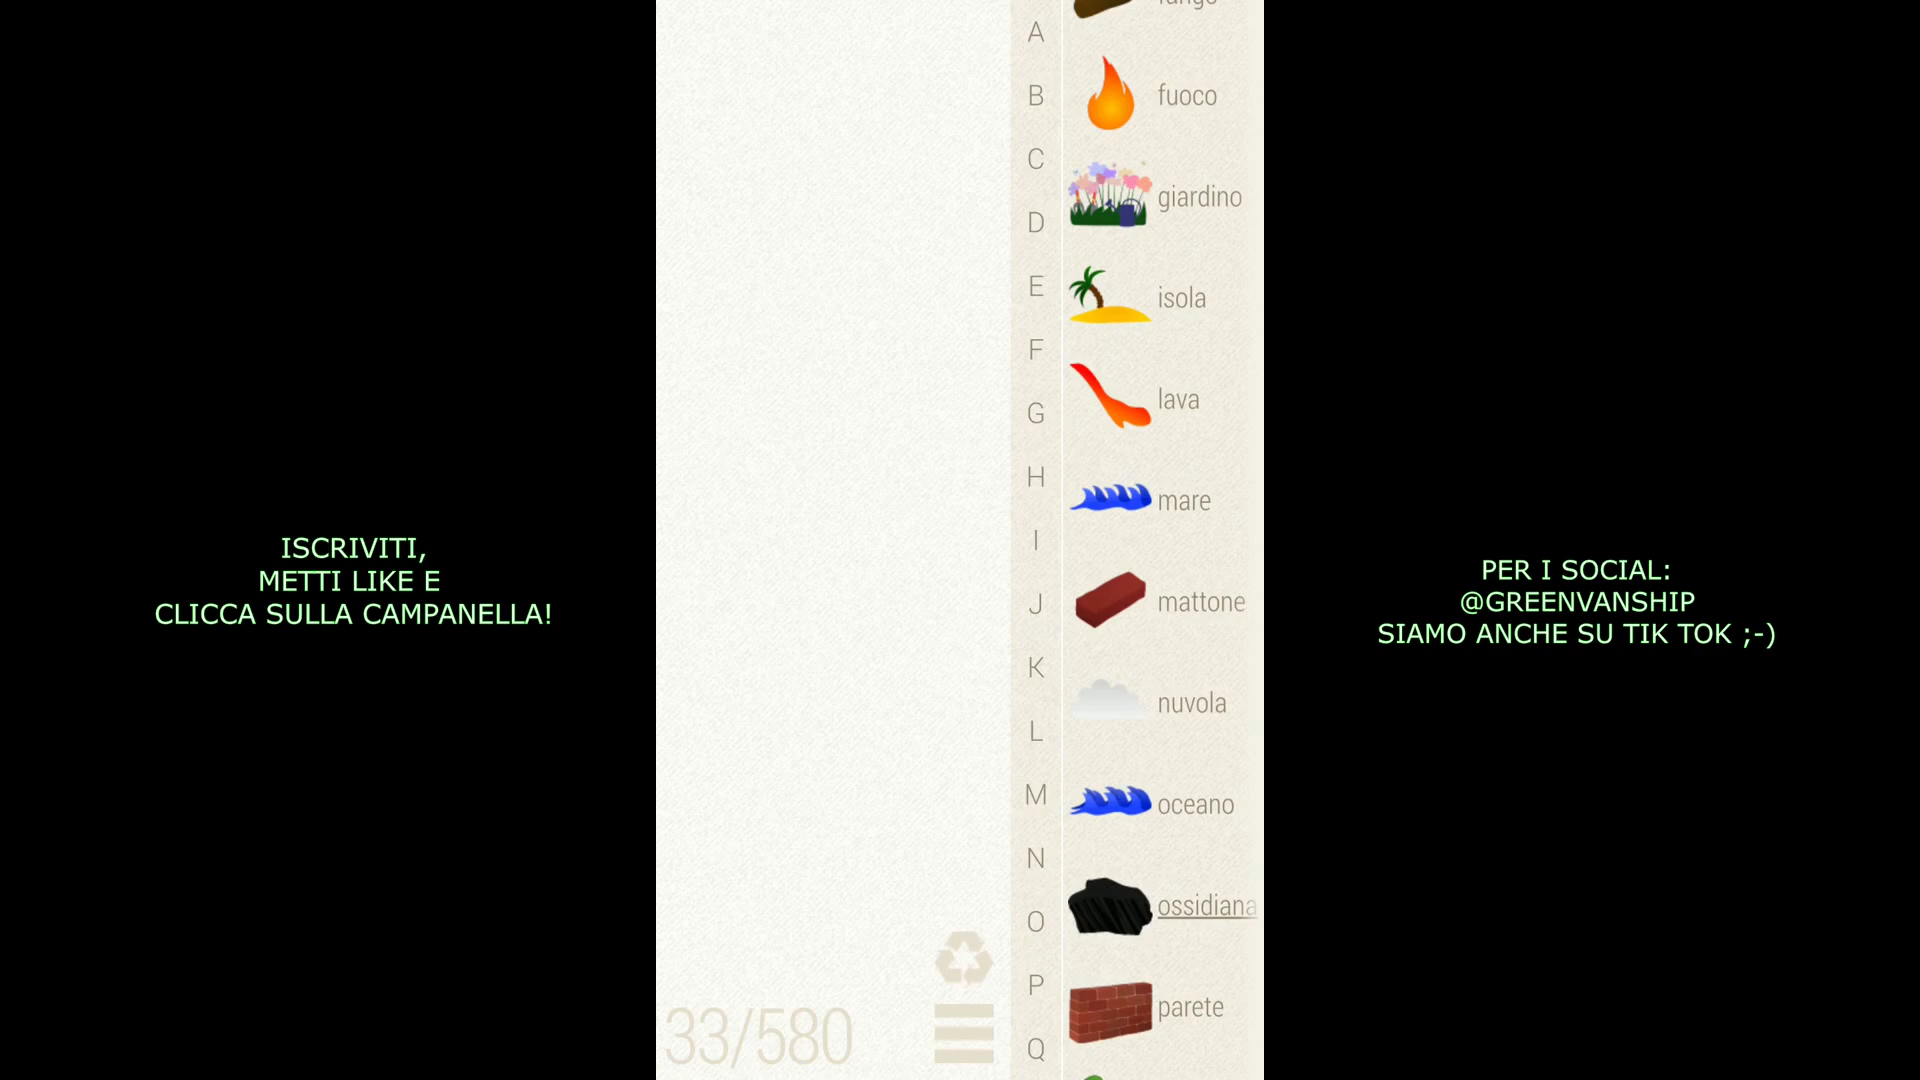 ISCRIVITI,
METTI LIKE E
CLICCA SULLA CAMPANELLA!
33/580
A
B
C
D
E
F
G
H
I
J
K
L
M
N
O
P
Q
fuoco
giardino
isola
lava
mare
mattone
nuvola
oceano
ossidiana
parete
PER I SOCIAL:
@GREENVANSHIP
SIAMO ANCHE SU TIK TOK ;-)